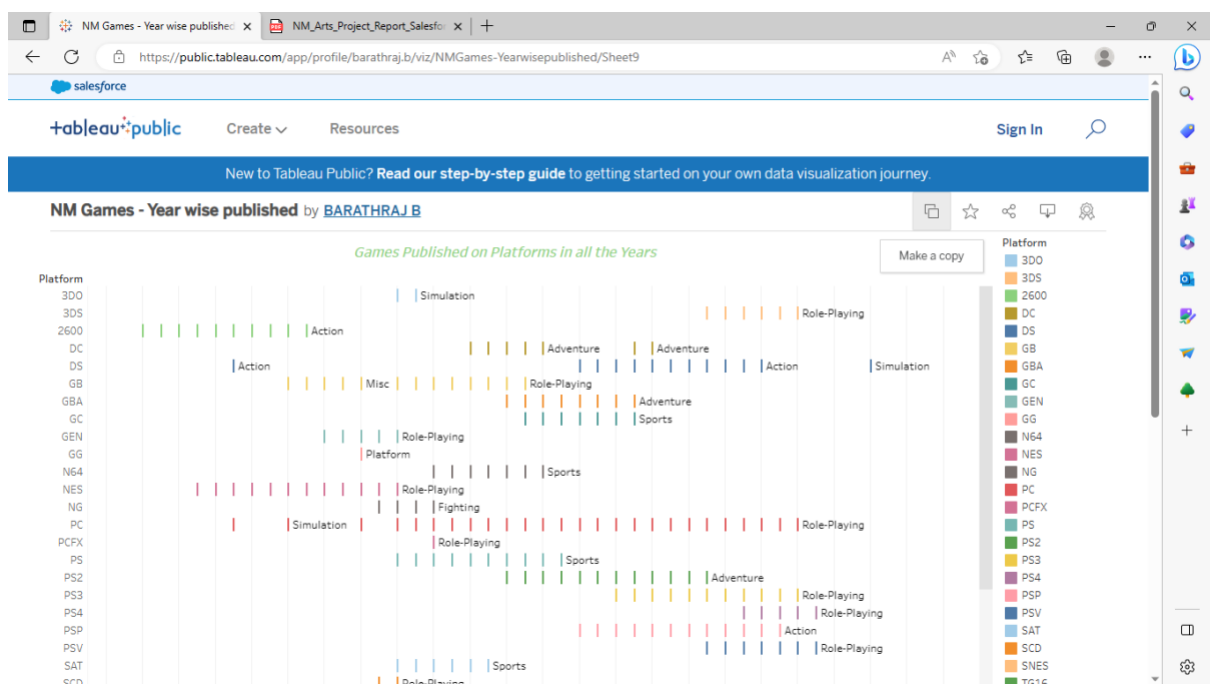 NM Games - Year wise published
NM_Arts_Project_Report_Salesfo
https://public.tableau.com/app/profile/barathraj.b/viz/NMGames-Yearwisepublished/Sheet9
salesforce
+ableau public Create Resources Sign In
New to Tableau Public? Read our step-by-step guide to getting started on your own data visualization journey.
NM Games - Year wise published by BARATHRAJ B
Games Published on Platforms in all the Years
Make a copy
Platform
3DO Simulation
3DS Role-Playing
2600 Action
DC Adventure Adventure
DS Action Action Simulation
GB Misc Role-Playing
GBA Adventure
GC Sports
GEN Role-Playing
GG Platform
N64 Sports
NES Role-Playing
NG Fighting
PC Simulation Role-Playing
PCFX Role-Playing
PS Sports
PS2 Adventure
PS3 Role-Playing
PS4 Role-Playing
PSP Action
PSV Role-Playing
SAT Sports
SCD Role-Playing
Platform
3DO
3DS
2600
DC
DS
GB
GBA
GC
GEN
GG
N64
NES
NG
PC
PCFX
PS
PS2
PS3
PS4
PSP
PSV
SAT
SCD
SNES
TG16